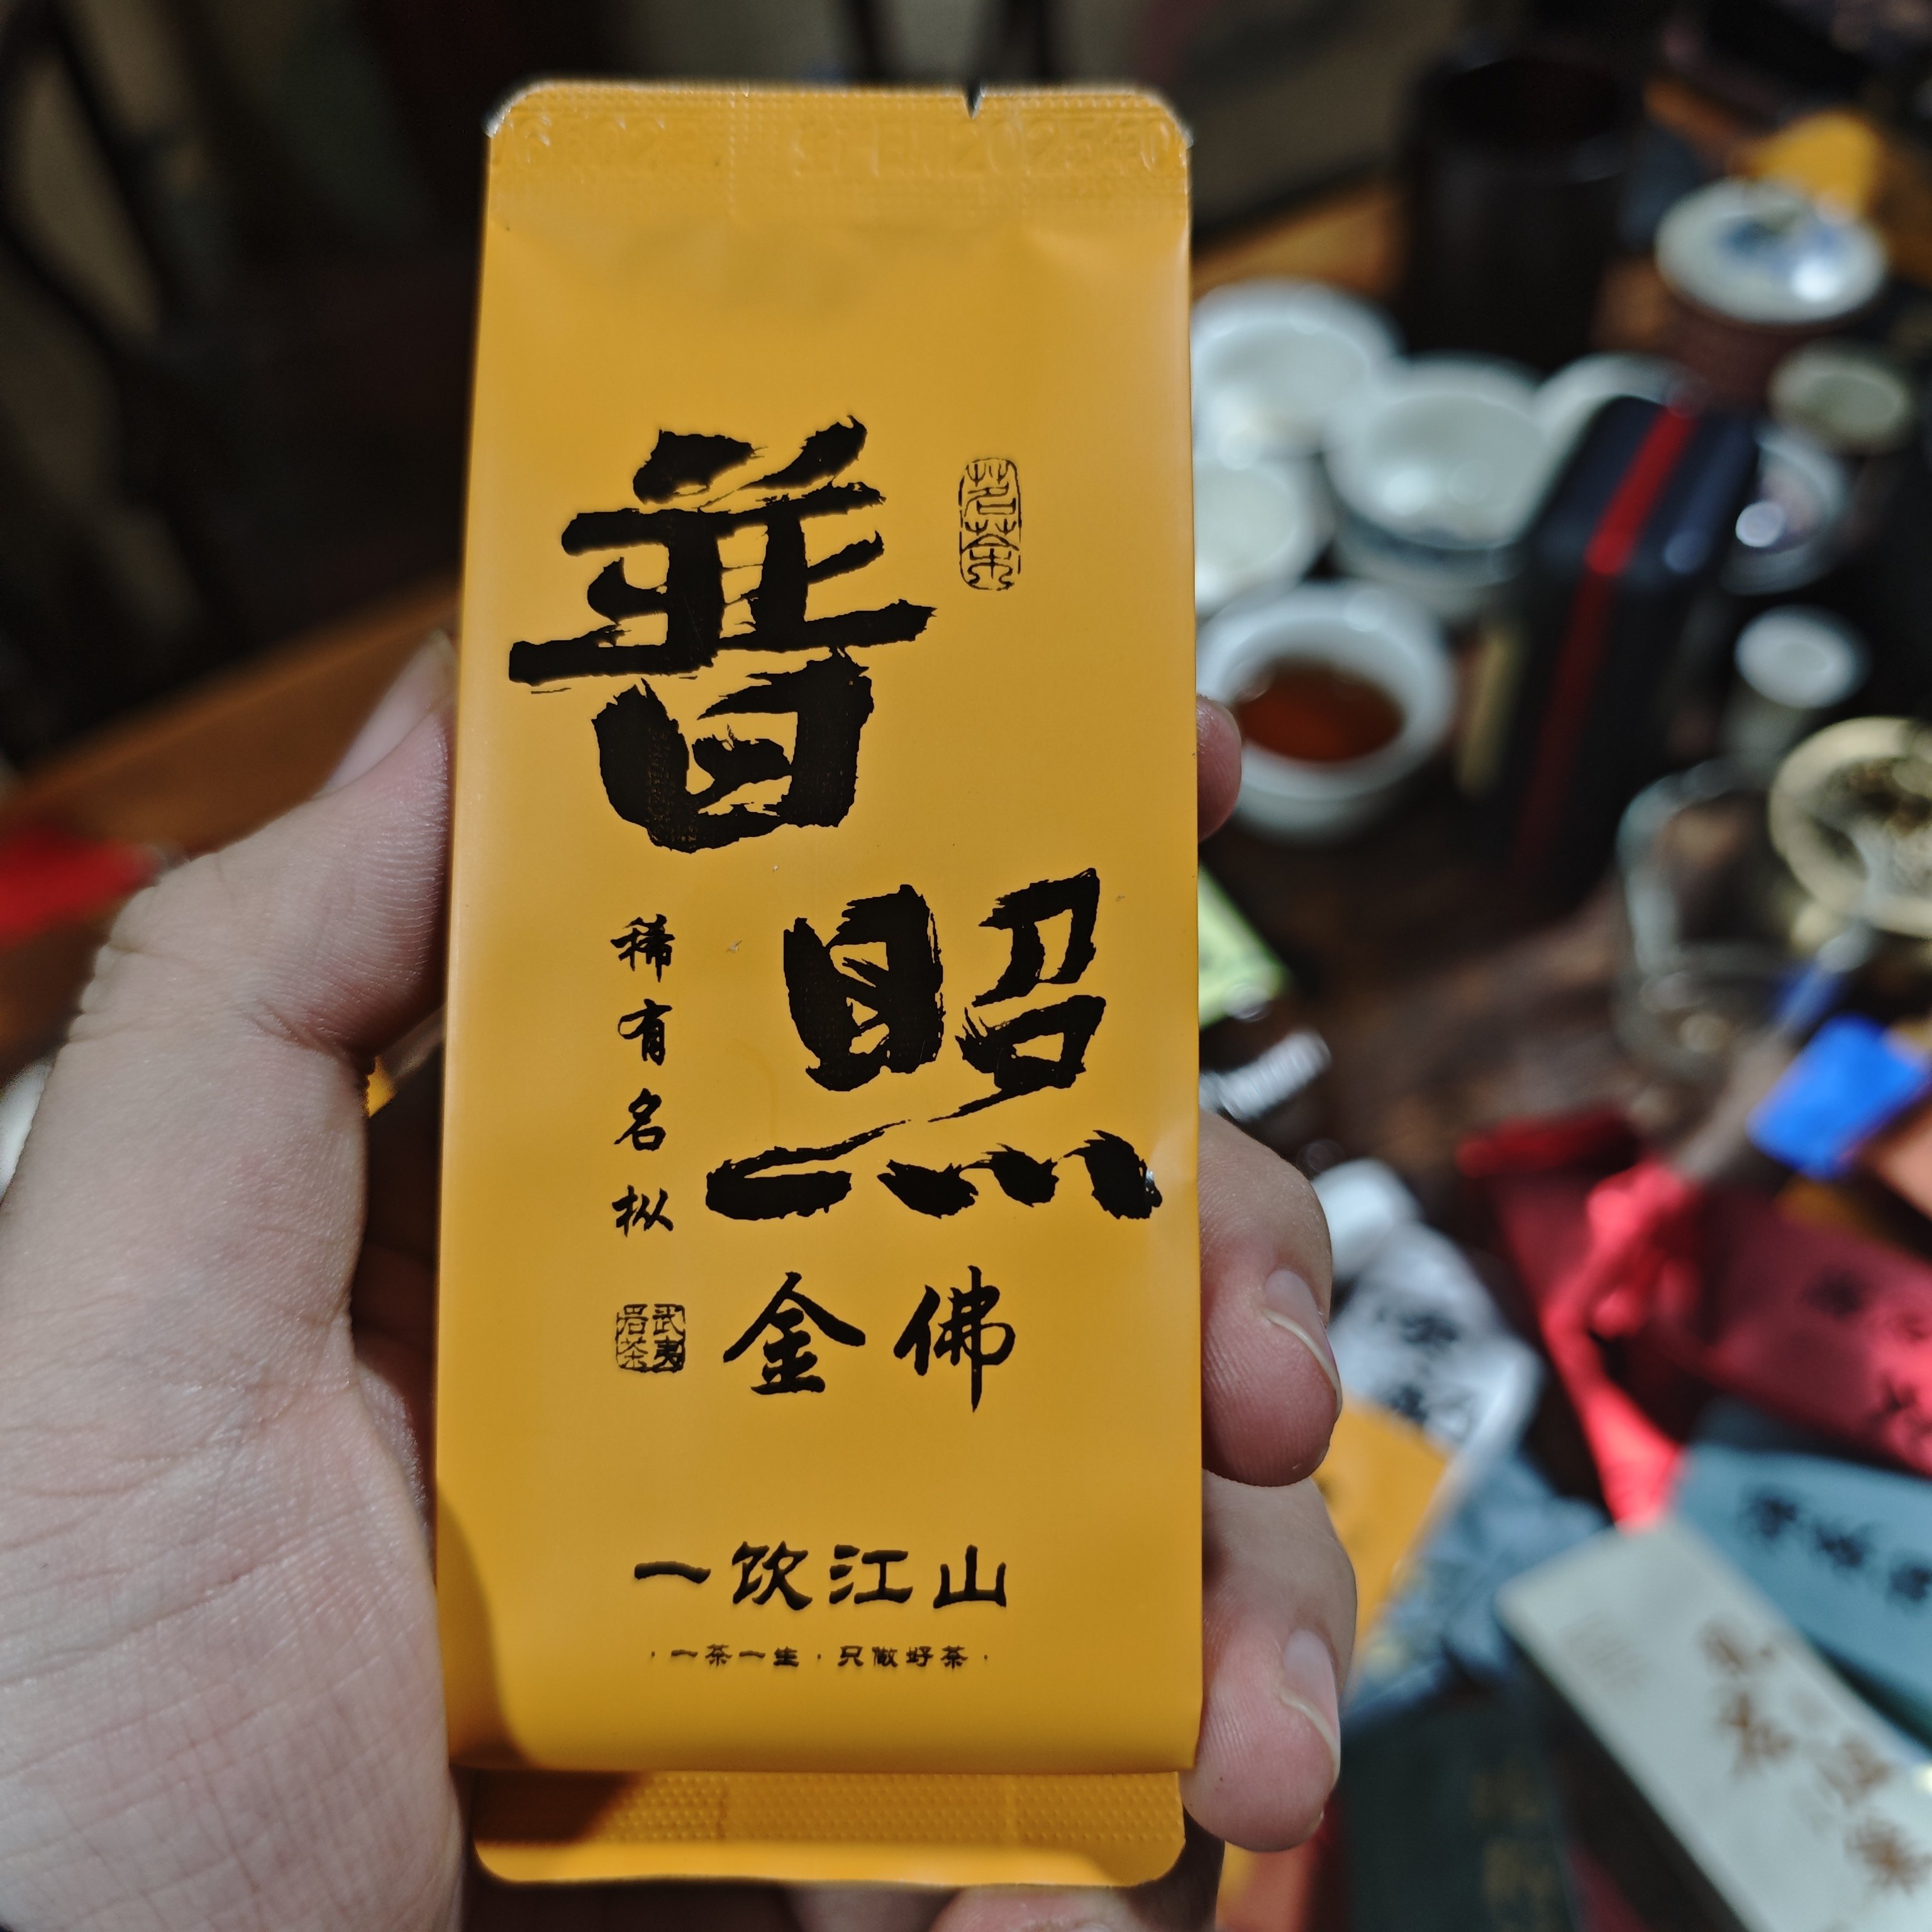 普照
茗茶
稀有名枞
武夷
岩茶
金佛
一饮江山
·一茶一生·只做好茶·